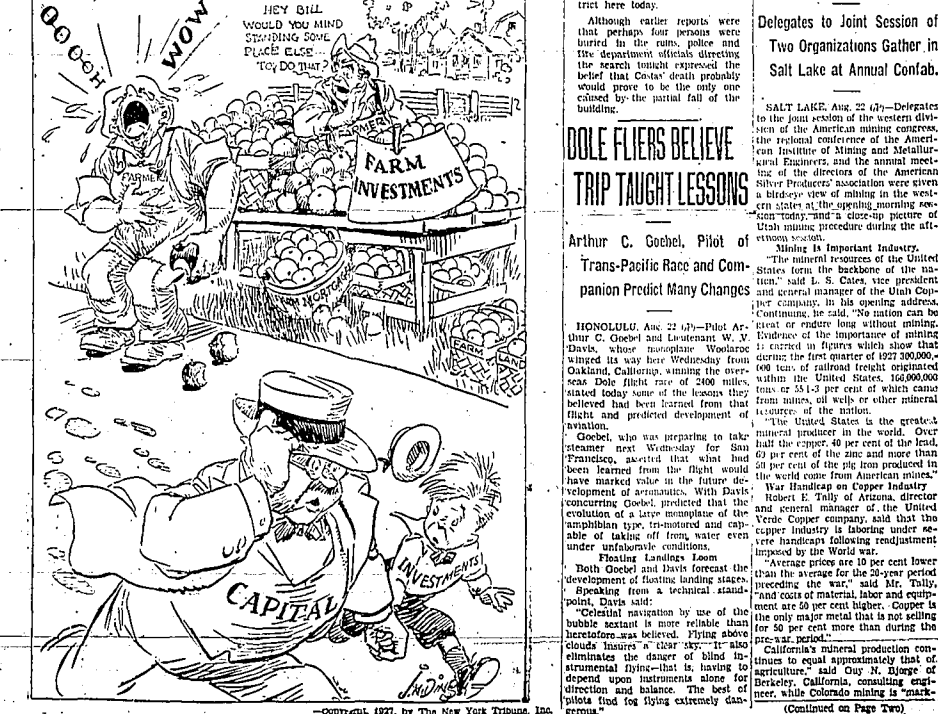 OOOOHH
WOW
HEY BILL
WOULD YOU MIND
STANDING SOME
PLACE ELSE
TO DO THAT?
FARMER
FARMER
FARM
INVESTMENTS
FARM MORTGAGE
FARM
LAND
CAPITAL
INVESTMENTS
—Copyright, 1927, by The New York Tribune, Inc.
trict here today.
Although earlier reports were
that perhaps four persons were
buried in the ruins, police and
fire department officials directing
the search tonight expressed the
belief that Costas' death probably
would prove to be the only one
caused by the partial fall of the
building.
DOLE FLIERS BELIEVE
TRIP TAUGHT LESSONS
Arthur C. Goebel, Pilot of
Trans-Pacific Race and Com-
panion Predict Many Changes
HONOLULU, Aug. 22 (AP)—Pilot Ar-
thur C. Goebel and Lieutenant W. V.
Davis, whose monoplane Woolaroc
winged its way here Wednesday from
Oakland, California, winning the over-
seas Dole flight race of 2400 miles,
stated today some of the lessons they
believed had been learned from that
flight and predicted development of
aviation.
Goebel, who was preparing to take
steamer next Wednesday for San
Francisco, asserted that what had
been learned from the flight would
have marked value in the future de-
velopment of aeronautics. With Davis
concurring Goebel, predicted that the
evolution of a large monoplane of the
amphibian type, tri-motored and cap-
able of taking off from water even
under unfaborvale conditions.
Floating Landings Loom
Both Goebel and Davis forecast the
development of floating landing stages.
Speaking from a technical stand-
point, Davis said:
"Celestial navigation by use of the
bubble sextant is more reliable than
heretofore was believed. Flying above
clouds insures a clear sky. It also
eliminates the danger of blind in-
strumental flying—that is, having to
depend upon instruments alone for
direction and balance. The best of
pilots find fog flying extremely dan-
gerous."
Delegates to Joint Session of
Two Organizations Gather in
Salt Lake at Annual Confab.
SALT LAKE, Aug. 22 (AP)—Delegates
to the joint session of the western divi-
sion of the American mining congress,
the regional conference of the Ameri-
can Institute of Mining and Metallur-
gical Engineers, and the annual meet-
ing of the directors of the American
Silver Producers' association were given
a birdseye view of mining in the west-
ern states at the opening morning ses-
sion today, and a close-up picture of
Utah mining procedure during the aft-
ernoon session.
Mining Is Important Industry.
"The mineral resources of the United
States form the backbone of the na-
tion," said L. S. Cates, vice president
and general manager of the Utah Cop-
per company, in his opening address.
Continuing, he said, "No nation can be
great or endure long without mining.
Evidence of the importance of mining
is carried in figures which show that
during the first quarter of 1927 300,000,-
000 tons of railroad freight originated
within the United States, 166,000,000
tons or 55 1-3 per cent of which came
from mines, oil wells or other mineral
resources of the nation.
"The United States is the greatest
mineral producer in the world. Over
half the copper, 40 per cent of the lead,
60 per cent of the zinc and more than
50 per cent of the pig iron produced in
the world come from American mines."
War Handicap on Copper Industry
Robert E. Tally of Arizona, director
and general manager of the United
Verde Copper company, said that the
copper industry is laboring under se-
vere handicaps following readjustment
imposed by the World war.
"Average prices are 10 per cent lower
than the average for the 20-year period
preceding the war," said Mr. Tally,
"and costs of material, labor and equip-
ment are 50 per cent higher. Copper is
the only major metal that is not selling
for 50 per cent more than during the
pre-war period."
California's mineral production con-
tinues to equal approximately that of
agriculture," said Guy N. Bjorge of
Berkeley, California, consulting engi-
neer, while Colorado mining is "mark-
(Continued on Page Two)